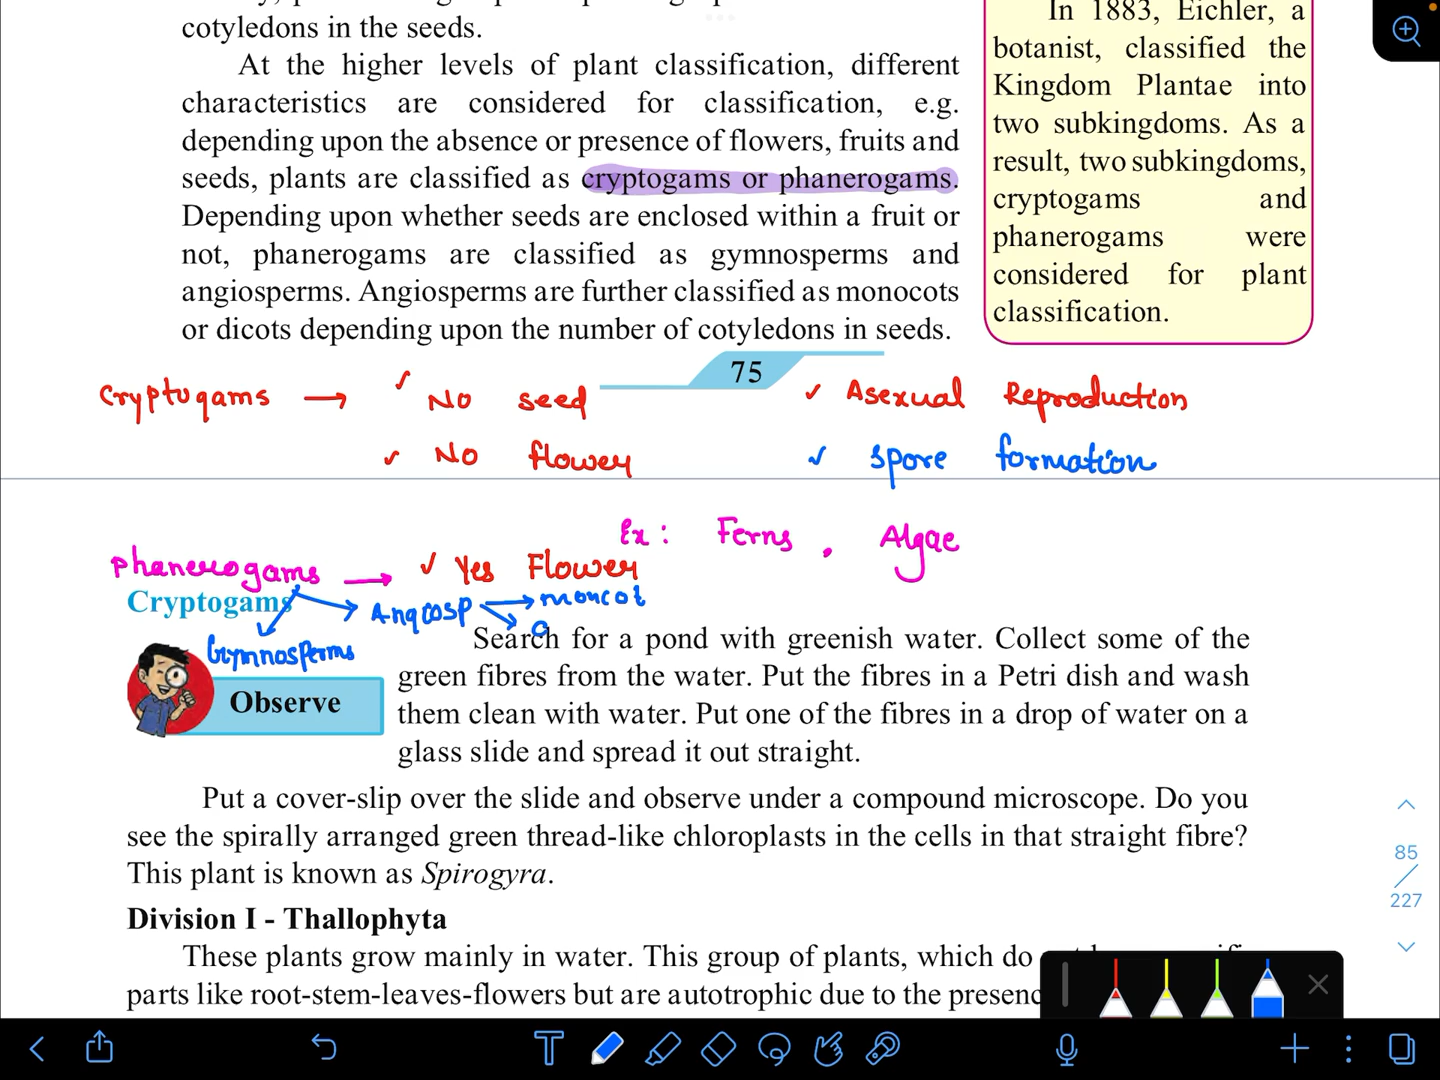 cotyledons in the seeds.
At the higher levels of plant classification, different
characteristics are considered for classification, e.g.
depending upon the absence or presence of flowers, fruits and
seeds, plants are classified as cryptogams or phanerogams.
Depending upon whether seeds are enclosed within a fruit or
not, phanerogams are classified as gymnosperms and
angiosperms. Angiosperms are further classified as monocots
or dicots depending upon the number of cotyledons in seeds.
In 1883, Eichler, a
botanist, classified the
Kingdom Plantae into
two subkingdoms. As a
result, two subkingdoms,
cryptogams and
phanerogams were
considered for plant
classification.
75
Cryptogams → ✓ No seed ✓ Asexual Reproduction
✓ No flower ✓ spore formation
Ex: Ferns, Algae
Phanerogams → ✓ Yes Flower
Cryptogams
Angiosp → moncot
Gymnosperms
Observe
Search for a pond with greenish water. Collect some of the
green fibres from the water. Put the fibres in a Petri dish and wash
them clean with water. Put one of the fibres in a drop of water on a
glass slide and spread it out straight.
Put a cover-slip over the slide and observe under a compound microscope. Do you
see the spirally arranged green thread-like chloroplasts in the cells in that straight fibre?
This plant is known as Spirogyra.
Division I - Thallophyta
These plants grow mainly in water. This group of plants, which do
parts like root-stem-leaves-flowers but are autotrophic due to the
85
227